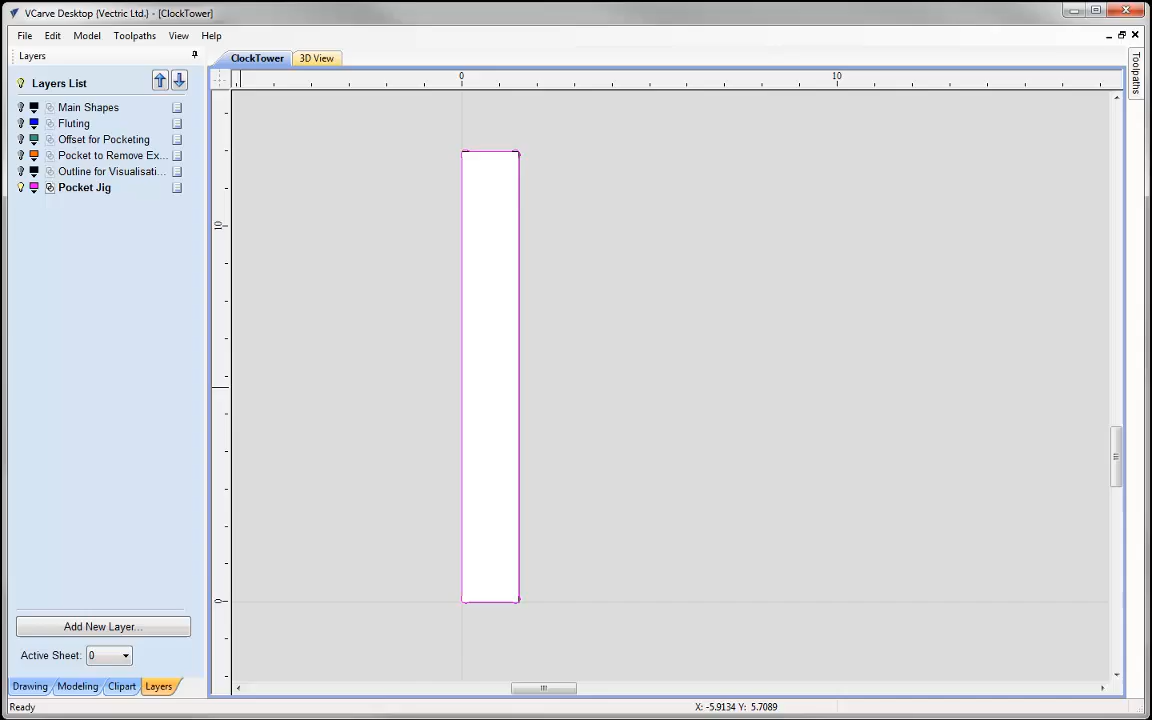 VCarve Desktop (Vectric Ltd.) - [ClockTower]
File Edit Model Toolpaths View Help
Layers
ClockTower
3D View
Toolpaths
Layers List
0
10
Main Shapes
Fluting
Offset for Pocketing
Pocket to Remove Ex...
Outline for Visualisati...
Pocket Jig
10
0
Add New Layer...
Active Sheet: 0
Drawing Modeling Clipart Layers
Ready
X: -5.9134 Y: 5.7089